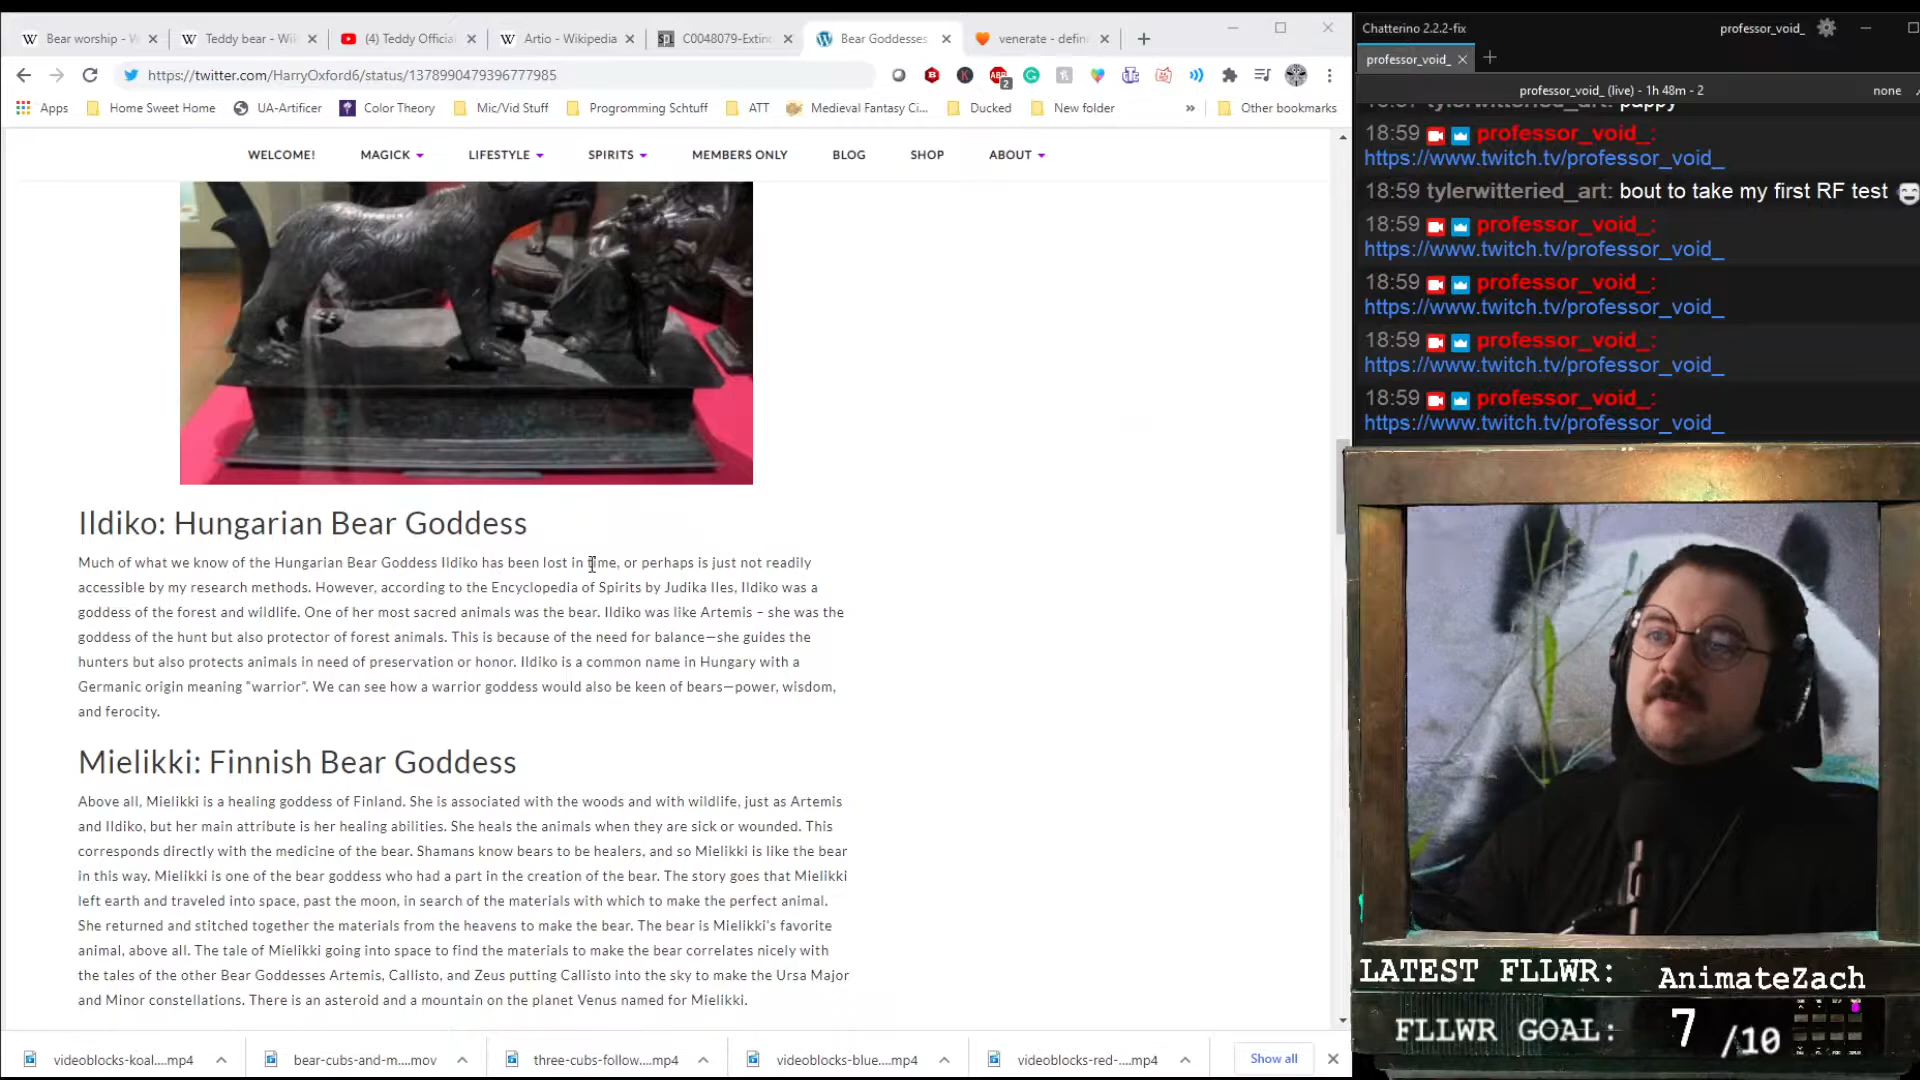 Bear worship - W
Teddy bear - Wi
(4) Teddy Officia
Artio - Wikipedia
C0048079-Extin
Bear Goddesses
venerate - defin
https://twitter.com/HarryOxford6/status/1378990479396777985
Apps
Home Sweet Home
UA-Artificer
Color Theory
Mic/Vid Stuff
Programming Schtuff
ATT
Medieval Fantasy Ci...
Ducked
New folder
»
Other bookmarks
WELCOME!
MAGICK
LIFESTYLE
SPIRITS
MEMBERS ONLY
BLOG
SHOP
ABOUT
Ildiko: Hungarian Bear Goddess
Much of what we know of the Hungarian Bear Goddess Ildiko has been lost in time, or perhaps is just not readily
accessible by my research methods. However, according to the Encyclopedia of Spirits by Judika Iles, Ildiko was a
goddess of the forest and wildlife. One of her most sacred animals was the bear. Ildiko was like Artemis – she was the
goddess of the hunt but also protector of forest animals. This is because of the need for balance—she guides the
hunters but also protects animals in need of preservation or honor. Ildiko is a common name in Hungary with a
Germanic origin meaning "warrior". We can see how a warrior goddess would also be keen of bears—power, wisdom,
and ferocity.
Mielikki: Finnish Bear Goddess
Above all, Mielikki is a healing goddess of Finland. She is associated with the woods and with wildlife, just as Artemis
and Ildiko, but her main attribute is her healing abilities. She heals the animals when they are sick or wounded. This
corresponds directly with the medicine of the bear. Shamans know bears to be healers, and so Mielikki is like the bear
in this way. Mielikki is one of the bear goddess who had a part in the creation of the bear. The story goes that Mielikki
left earth and traveled into space, past the moon, in search of the materials with which to make the perfect animal.
She returned and stitched together the materials from the heavens to make the bear. The bear is Mielikki's favorite
animal, above all. The tale of Mielikki going into space to find the materials to make the bear correlates nicely with
the tales of the other Bear Goddesses Artemis, Callisto, and Zeus putting Callisto into the sky to make the Ursa Major
and Minor constellations. There is an asteroid and a mountain on the planet Venus named for Mielikki.
videoblocks-koal....mp4
bear-cubs-and-m....mov
three-cubs-follow....mp4
videoblocks-blue....mp4
videoblocks-red-....mp4
Show all
Chatterino 2.2.2-fix
professor_void_
professor_void_
professor_void_ (live) - 1h 48m - 2
none
tylerwitteried_art: puppy
18:59 professor_void_:
https://www.twitch.tv/professor_void_
18:59 tylerwitteried_art: bout to take my first RF test
18:59 professor_void_:
https://www.twitch.tv/professor_void_
18:59 professor_void_:
https://www.twitch.tv/professor_void_
18:59 professor_void_:
https://www.twitch.tv/professor_void_
18:59 professor_void_:
https://www.twitch.tv/professor_void_
LATEST FLLWR: AnimateZach
FLLWR GOAL: 7 /10